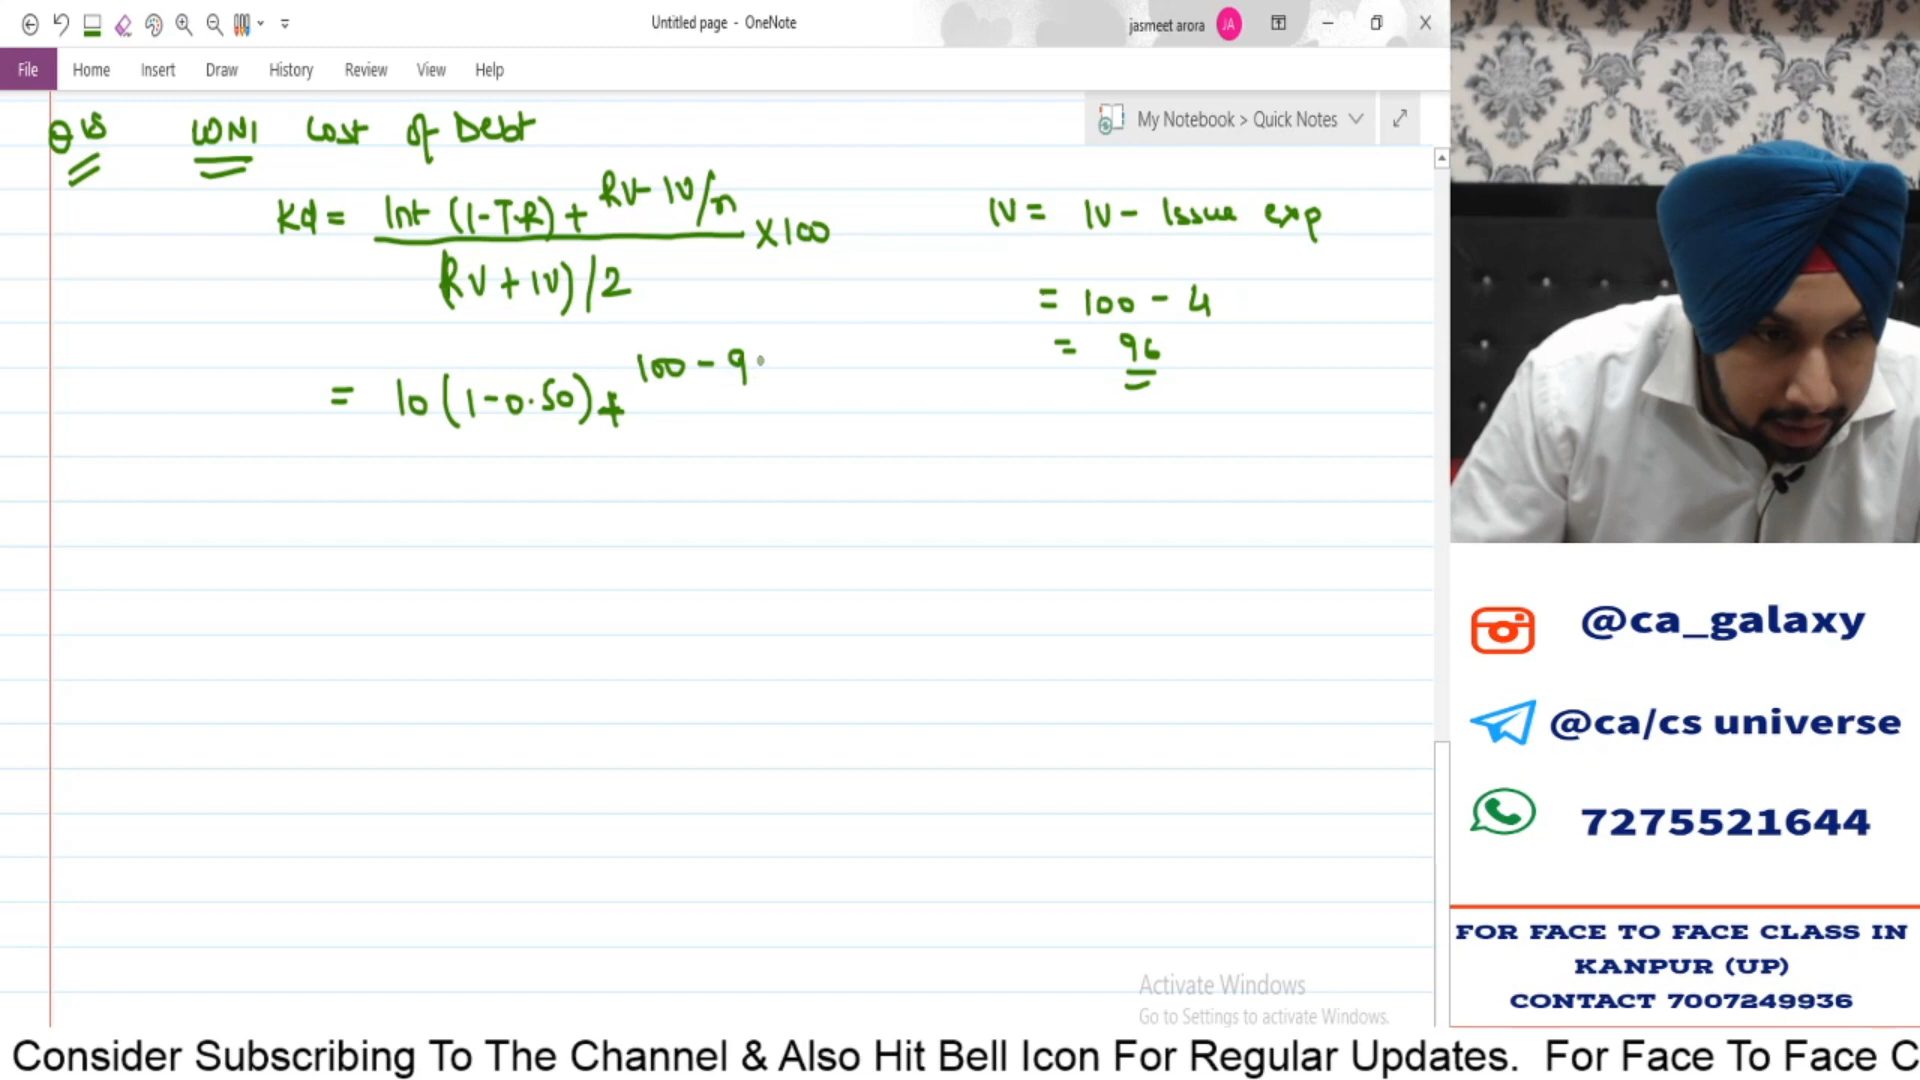 Untitled page - OneNote
jasmeet arora JA
File Home Insert Draw History Review View Help
My Notebook > Quick Notes
WN1 Cost of Debt
Kd = Int (1-T.R) + RV-IV/n
(RV + IV)/2
×100
IV = IV - Issue exp
= 100 - 4
= 96
= 10 (1-0.50) + 100 - 9
@ca_galaxy
@ca/cs universe
7275521644
FOR FACE TO FACE CLASS IN
KANPUR (UP)
CONTACT 7007249936
Activate Windows
Go to Settings to activate Windows.
Consider Subscribing To The Channel & Also Hit Bell Icon For Regular Updates. For Face To Face C